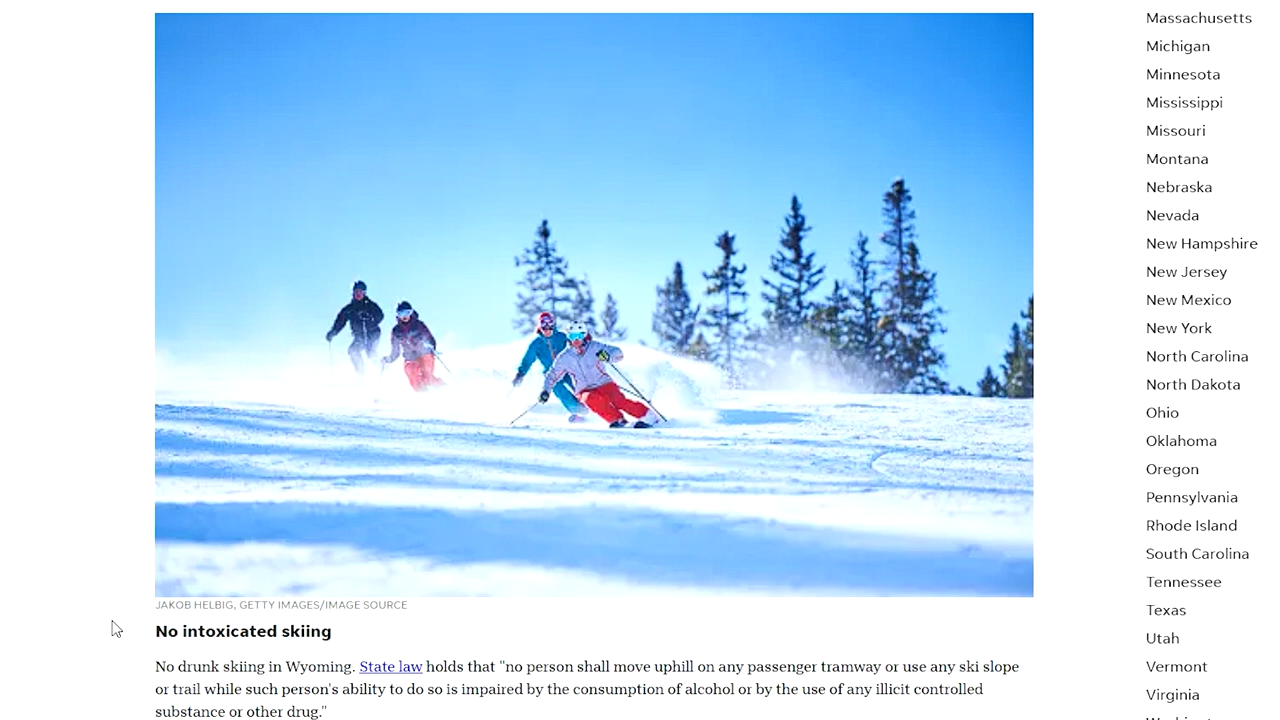 Massachusetts
Michigan
Minnesota
Mississippi
Missouri
Montana
Nebraska
Nevada
New Hampshire
New Jersey
New Mexico
New York
North Carolina
North Dakota
Ohio
Oklahoma
Oregon
Pennsylvania
Rhode Island
South Carolina
Tennessee
Texas
Utah
Vermont
Virginia
JAKOB HELBIG, GETTY IMAGES/IMAGE SOURCE
No intoxicated skiing
No drunk skiing in Wyoming. State law holds that "no person shall move uphill on any passenger tramway or use any ski slope
or trail while such person's ability to do so is impaired by the consumption of alcohol or by the use of any illicit controlled
substance or other drug."